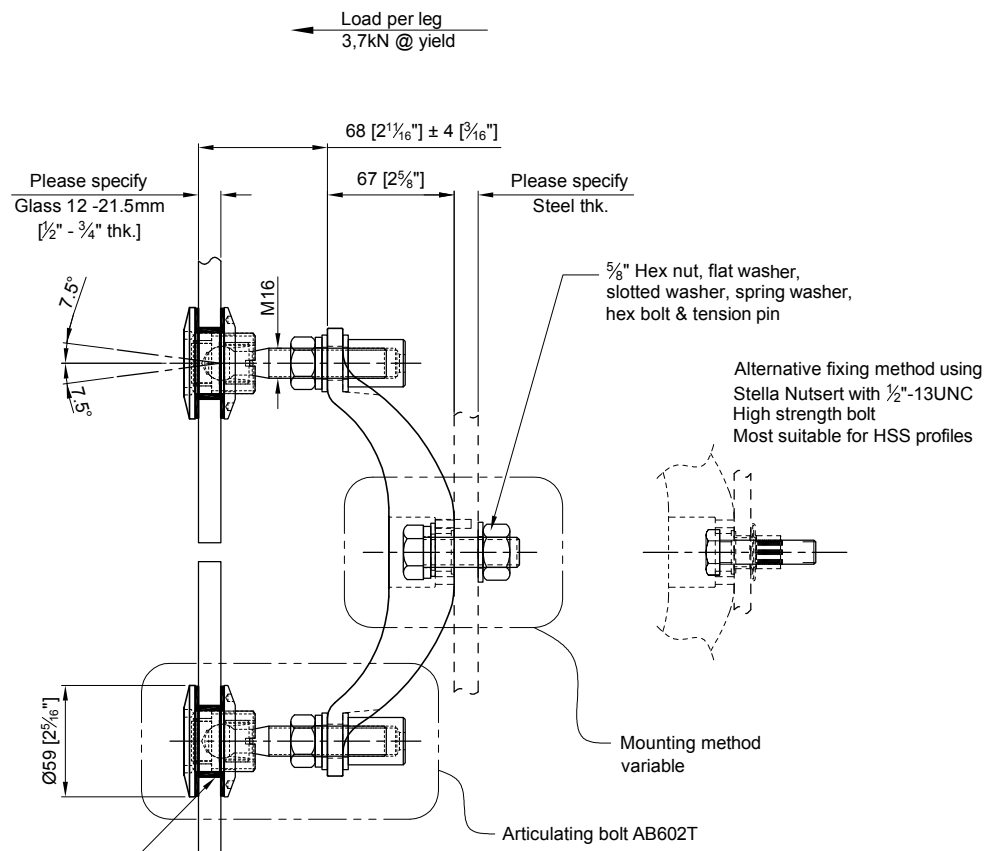 Load per leg
3,7kN @ yield
68 [2 11/16"] ± 4 [3/16"]
67 [2 5/8"]
Please specify
Glass 12 -21.5mm
[1/2" - 3/4" thk.]
Please specify
Steel thk.
7.5°
7.5°
M16
5/8" Hex nut, flat washer,
slotted washer, spring washer,
hex bolt & tension pin
Alternative fixing method using
Stella Nutsert with 1/2"-13UNC
High strength bolt
Most suitable for HSS profiles
Ø59 [2 5/16"]
Mounting method
variable
Articulating bolt AB602T